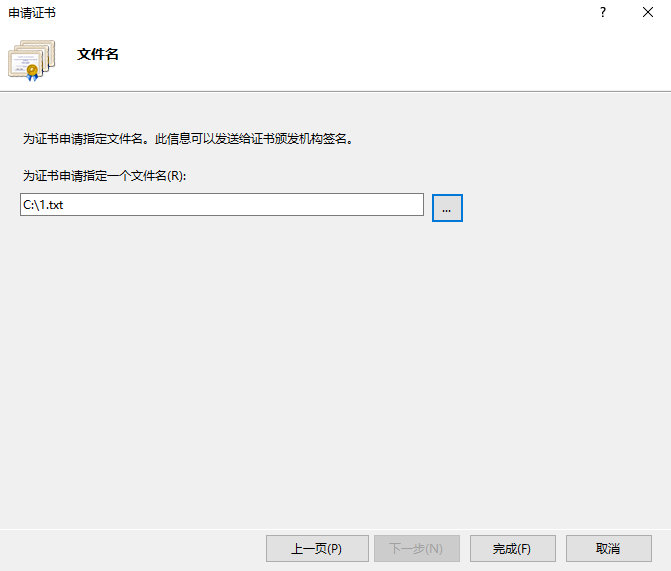 申请证书
?
文件名
为证书申请指定文件名。此信息可以发送给证书颁发机构签名。
为证书申请指定一个文件名(R):
C:\1.txt
...
上一页(P) 下一步(N) 完成(F) 取消